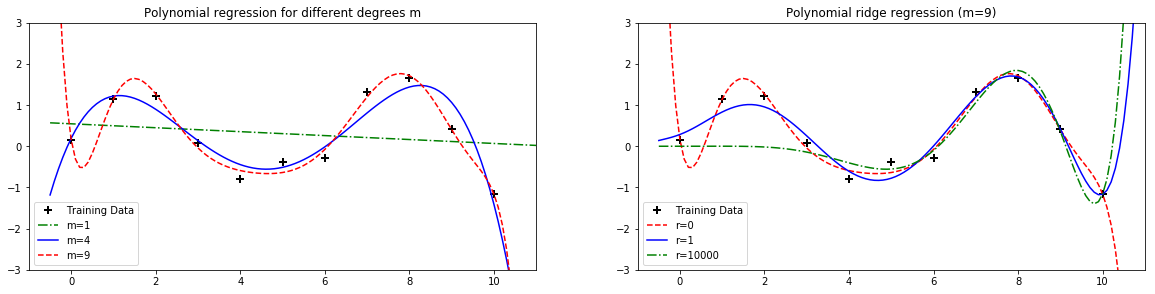 Polynomial regression for different degrees m
3
2
1
0
−1
−2
−3
0
2
4
6
8
10
Training Data
m=1
m=4
m=9
Polynomial ridge regression (m=9)
3
2
1
0
−1
−2
−3
0
2
4
6
8
10
Training Data
r=0
r=1
r=10000